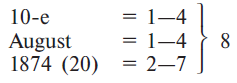 10-е = 1—4
August = 1—4 } 8
1874 (20) = 2—7